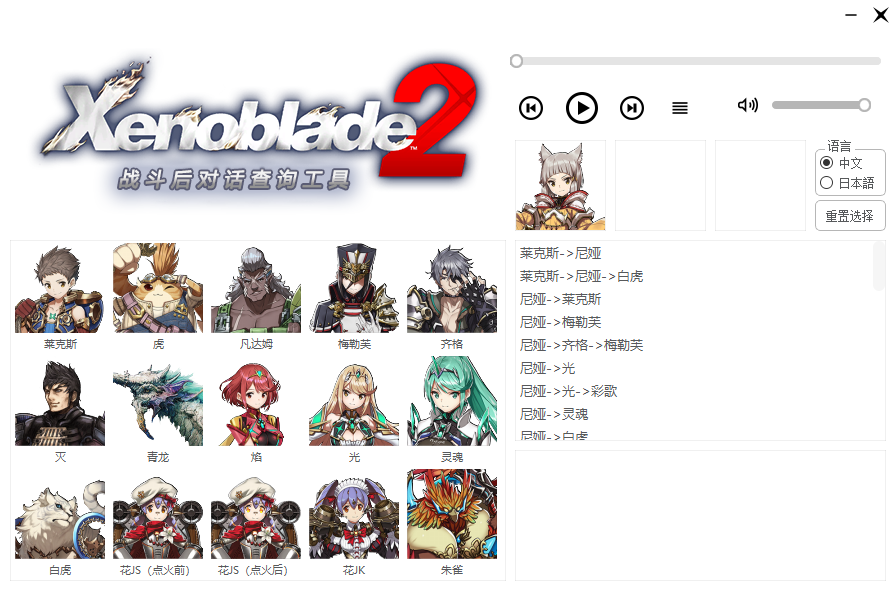 Xenoblade2™
战斗后对话查询工具
语言
中文
日本語
重置选择
莱克斯
虎
凡达姆
梅勒芙
齐格
灭
青龙
焰
光
灵魂
白虎
花JS（点火前）
花JS（点火后）
花JK
朱雀
莱克斯->尼娅
莱克斯->尼娅->白虎
尼娅->莱克斯
尼娅->梅勒芙
尼娅->齐格->梅勒芙
尼娅->光
尼娅->光->彩歌
尼娅->灵魂
尼娅->白虎